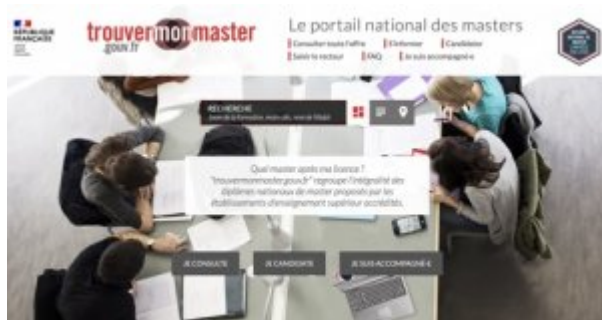 RÉPUBLIQUE
FRANÇAISE
trouvermonmaster
.gouv.fr
Le portail national des masters
Consulter toute l'offre
S'informer
Candidater
Saisir le recteur
FAQ
Je suis accompagné·e
RECHERCHE
Quel master après ma licence ?
"trouvermonmaster.gouv.fr" regroupe l'intégralité des
diplômes nationaux de master proposés par les
établissements d'enseignement supérieur accrédités.
JE CONSULTE
JE CANDIDATE
JE SUIS ACCOMPAGNÉ·E